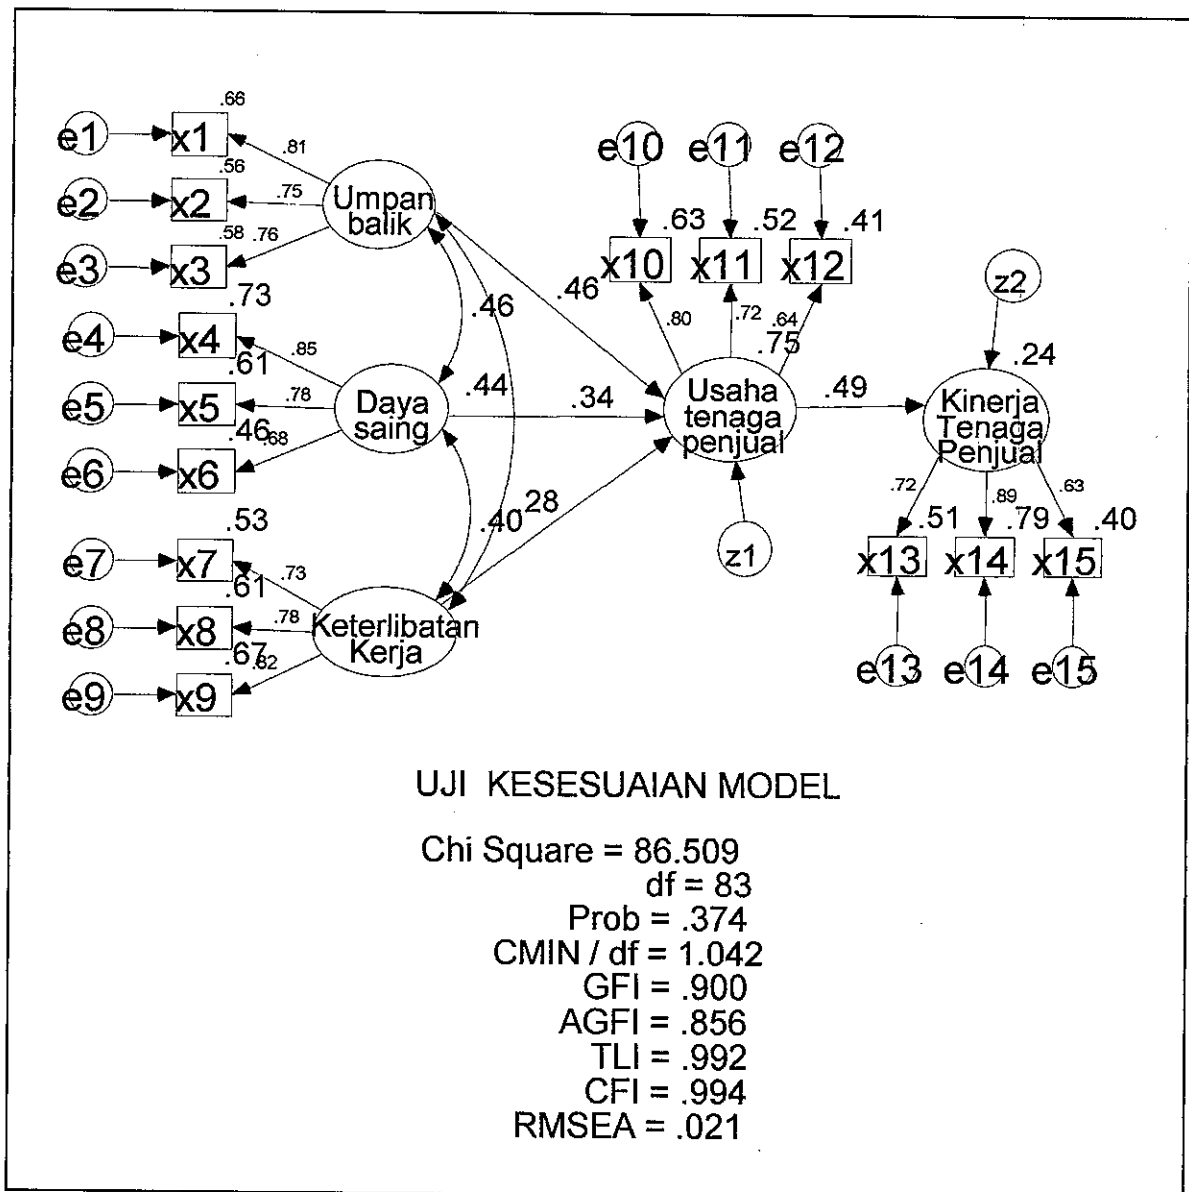 .66
e1 x1 .81
.56
e2 x2 .75
Umpan
balik
.58 .76
e3 x3
.73
e4 x4 .85
.61
e5 x5 .78
Daya
saing
.46 .68
e6 x6
.53
e7 x7 .73
.61
e8 x8 .78
Keterlibatan
Kerja
.67 .82
e9 x9
.46
.44
.40
.46
.34
.28
e10 e11 e12
.63 .52 .41
x10 x11 x12
.80 .72 .64
.75
Usaha
tenaga
penjual
z1
.49
z2
.24
Kinerja
Tenaga
Penjual
.72 .89 .63
.51 .79 .40
x13 x14 x15
e13 e14 e15
UJI KESESUAIAN MODEL
Chi Square = 86.509
df = 83
Prob = .374
CMIN / df = 1.042
GFI = .900
AGFI = .856
TLI = .992
CFI = .994
RMSEA = .021